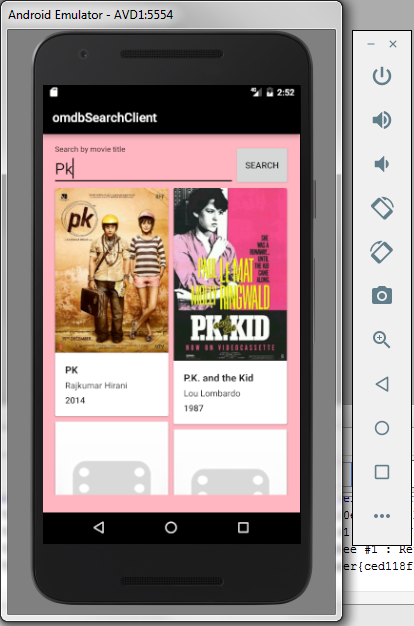 Android Emulator - AVD1:5554
2:52
omdbSearchClient
Search by movie title
Pk
SEARCH
pk
SHE
WAS A
RUNAWAY...
UNTIL
THE KID
CAME
ALONG
PAUL LE MAT
MOLLY RINGWALD
P.K. and the KID
NOW ON VIDEOCASSETTE
PK
Rajkumar Hirani
2014
P.K. and the Kid
Lou Lombardo
1987
ee #1 : Re
er{ced118f